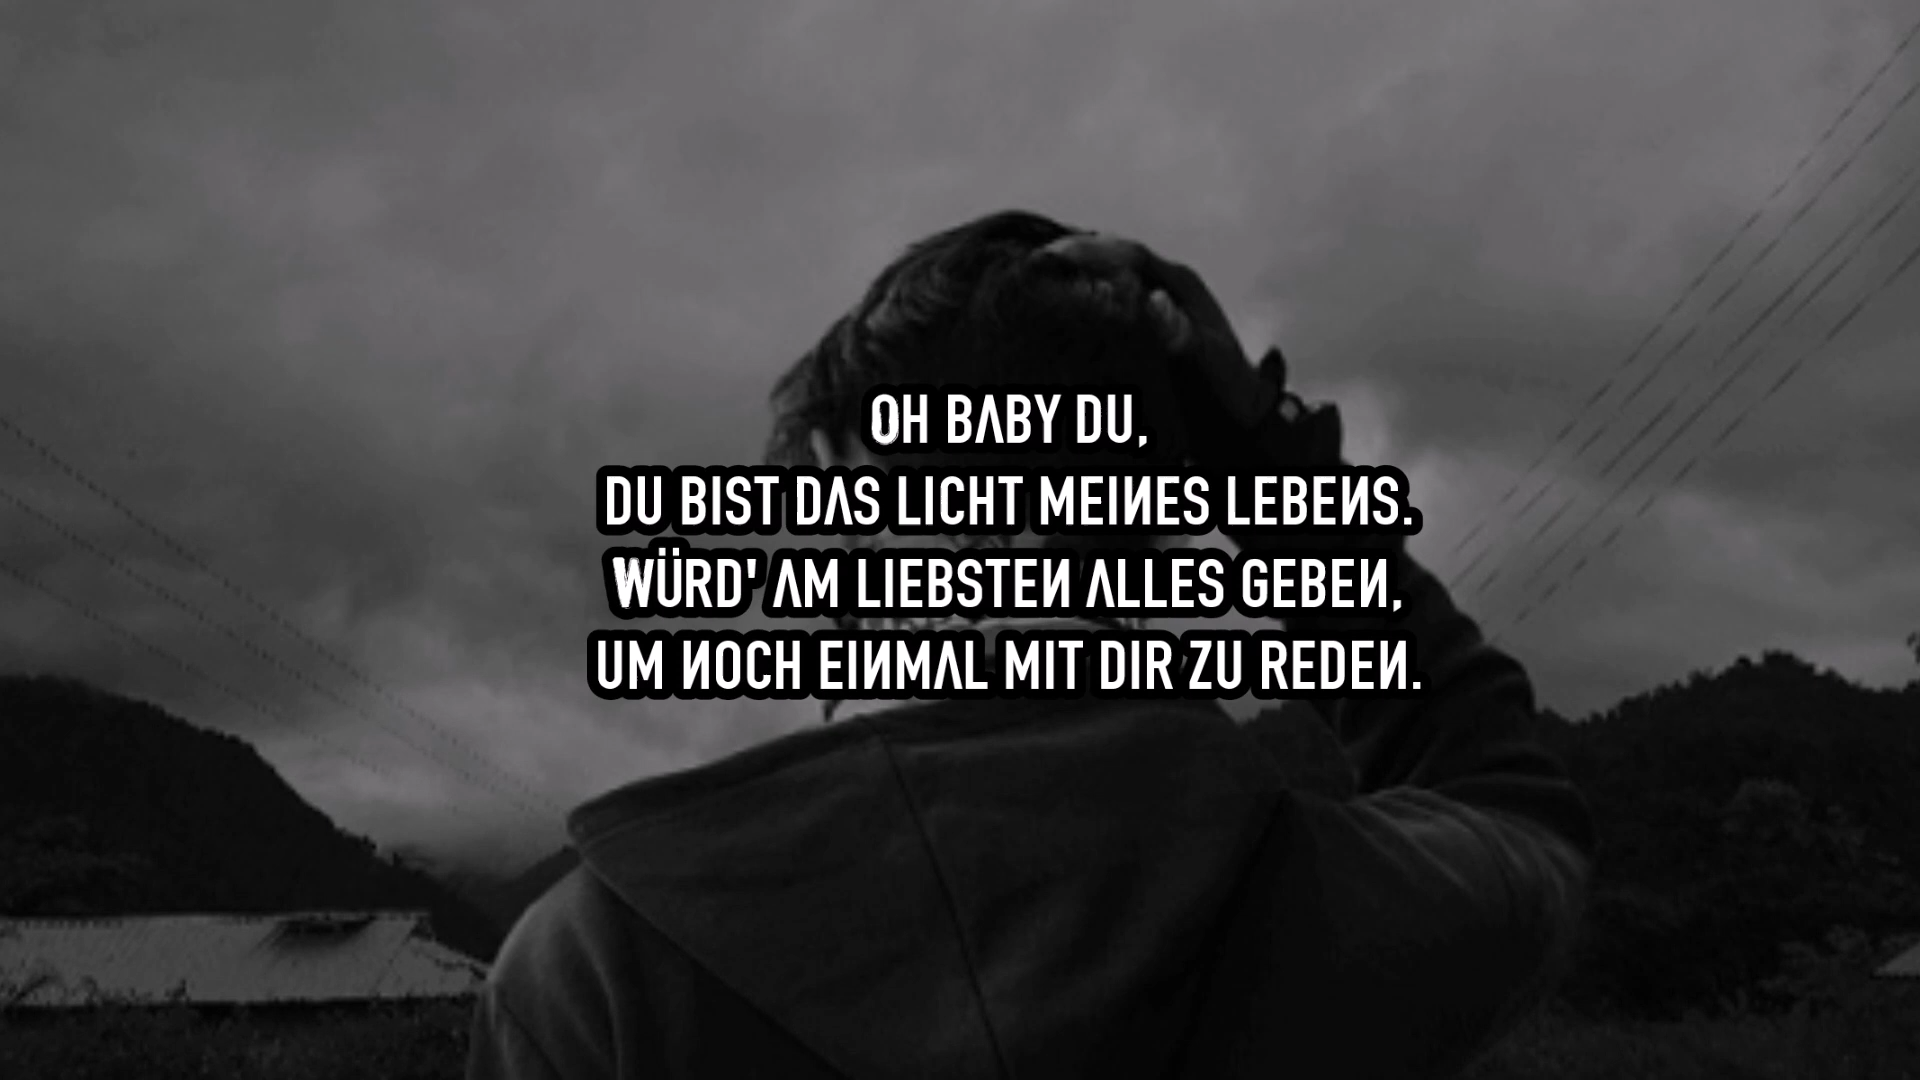 OH BABY DU,
DU BIST DAS LICHT MEINES LEBENS.
WÜRD' AM LIEBSTEN ALLES GEBEN,
UM NOCH EINMAL MIT DIR ZU REDEN.